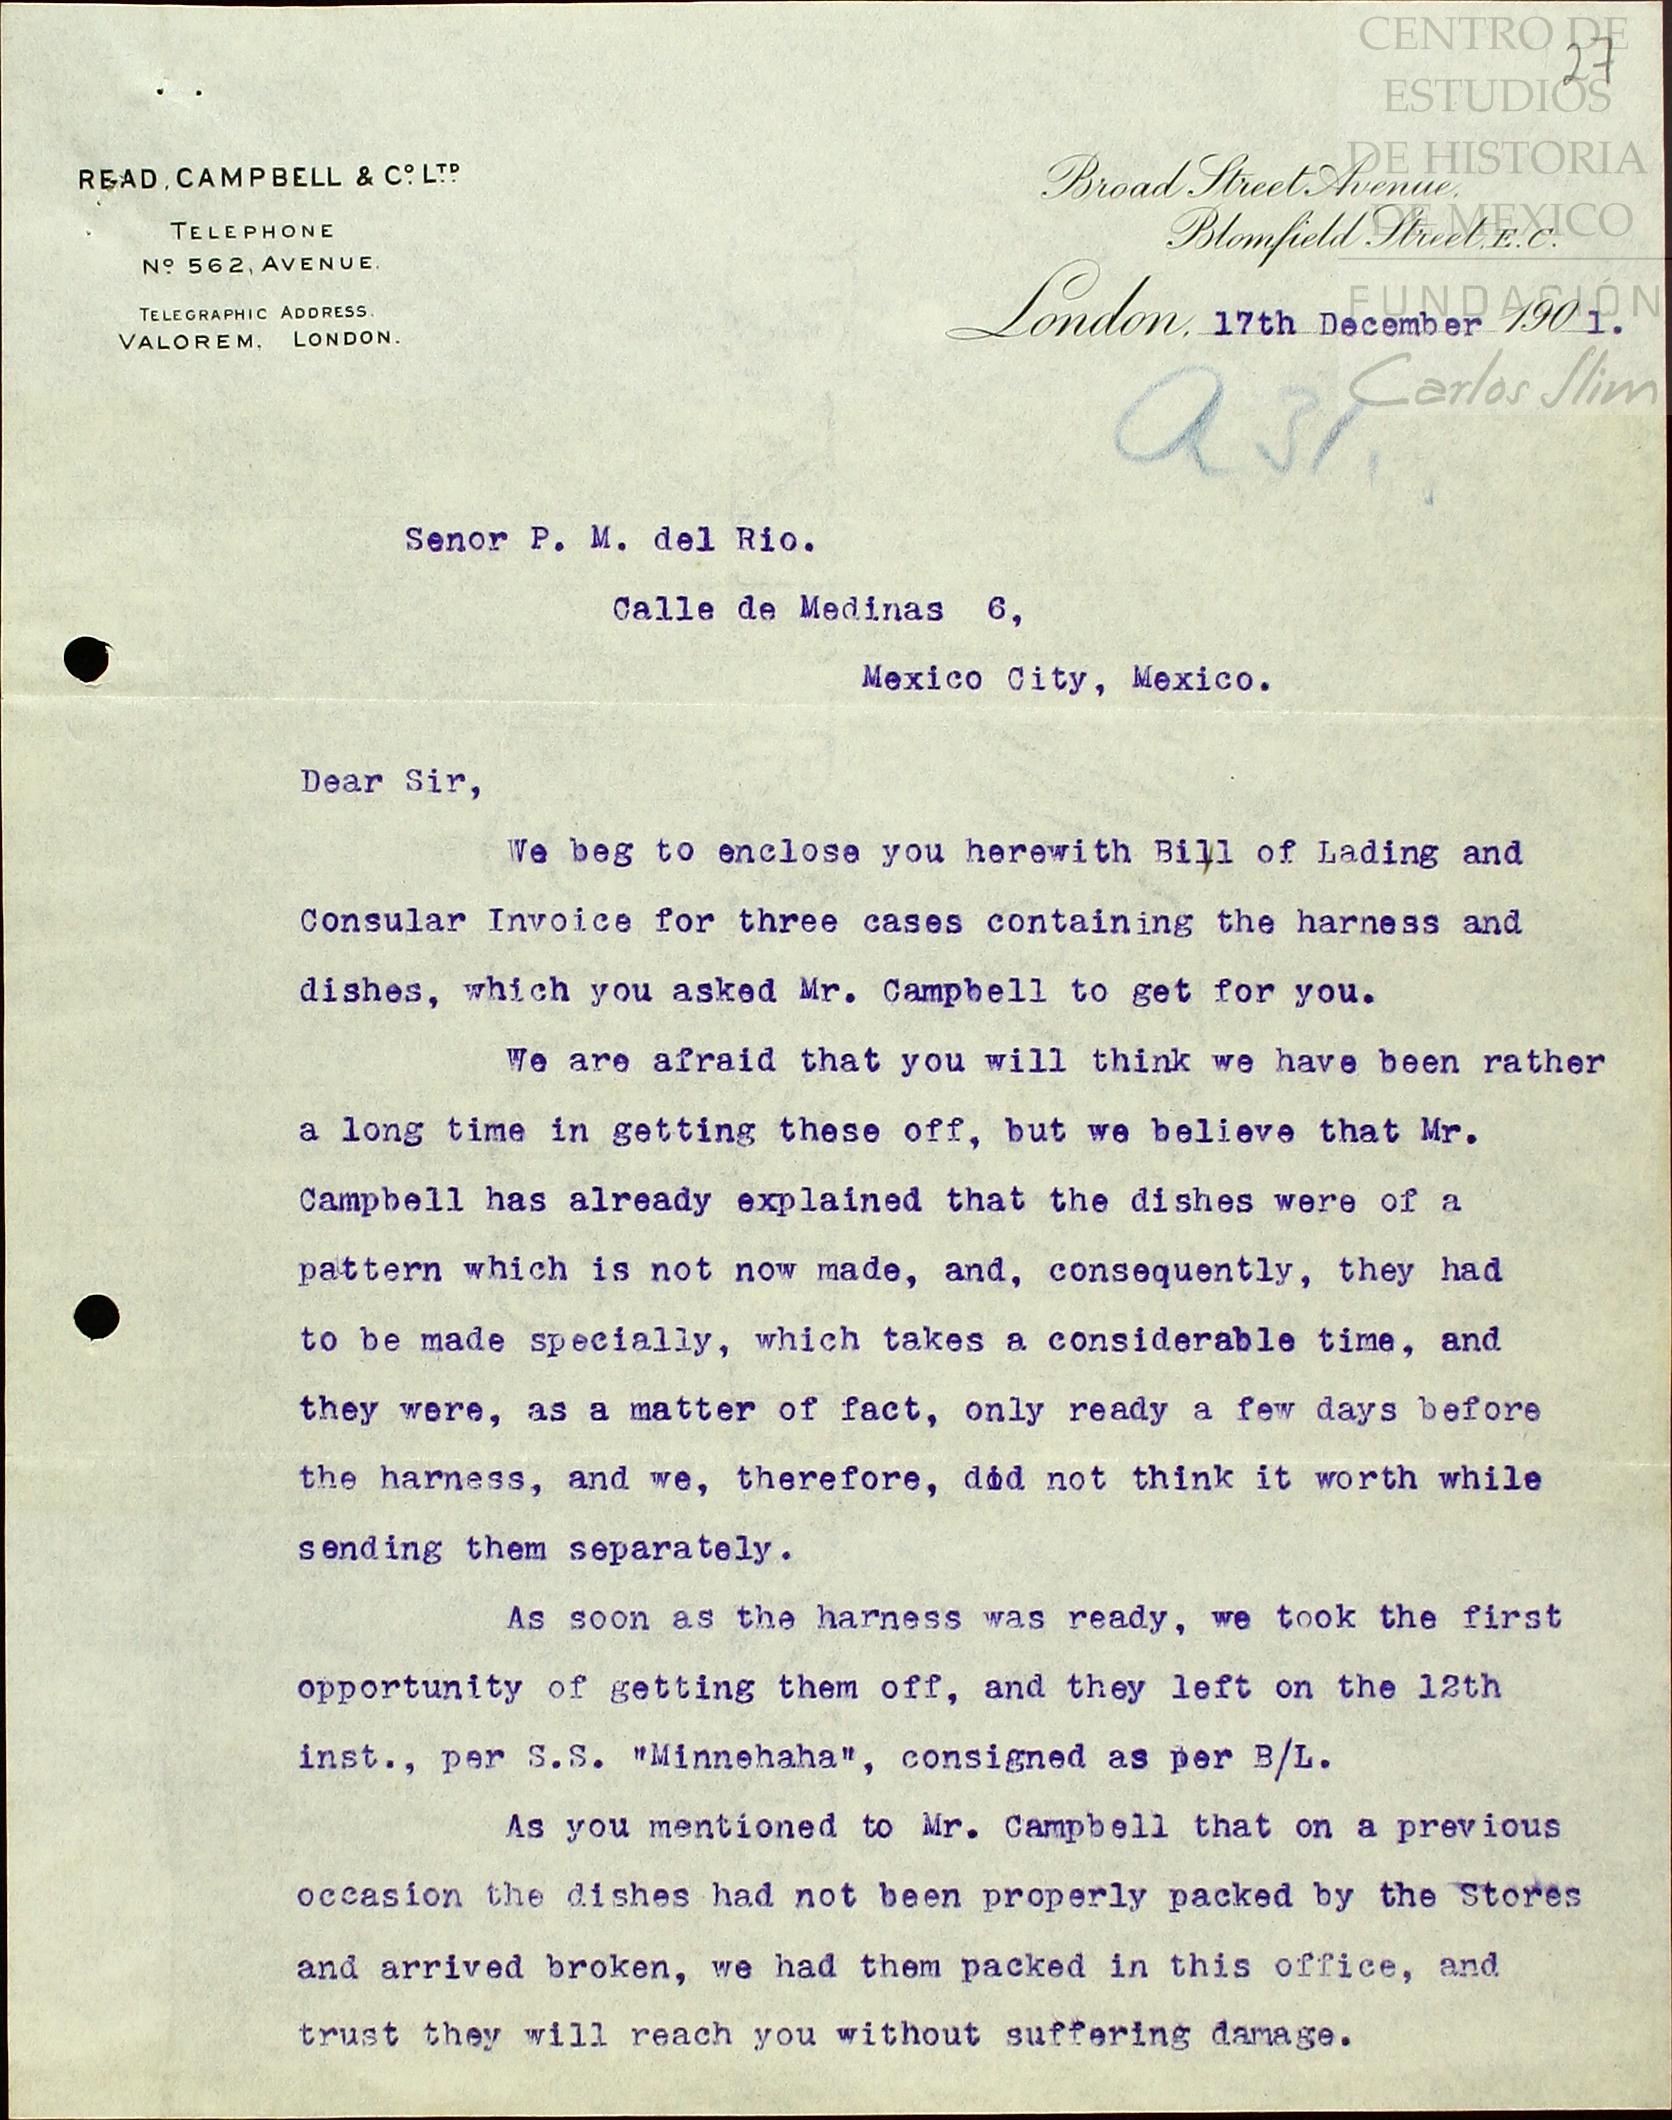 CENTRO DE
ESTUDIOS
DE HISTORIA
DE MEXICO
FUNDACIÓN
Carlos Slim
27
READ, CAMPBELL & Cº. LTD.
TELEPHONE
Nº 562, AVENUE.
TELEGRAPHIC ADDRESS.
VALOREM, LONDON.
Broad Street Avenue,
Blomfield Street, E.C.
London, 17th December 1901.
A 31.
Senor P. M. del Rio.
Calle de Medinas 6,
Mexico City, Mexico.
Dear Sir,
We beg to enclose you herewith Bill of Lading and
Consular Invoice for three cases containing the harness and
dishes, which you asked Mr. Campbell to get for you.
We are afraid that you will think we have been rather
a long time in getting these off, but we believe that Mr.
Campbell has already explained that the dishes were of a
pattern which is not now made, and, consequently, they had
to be made specially, which takes a considerable time, and
they were, as a matter of fact, only ready a few days before
the harness, and we, therefore, did not think it worth while
sending them separately.
As soon as the harness was ready, we took the first
opportunity of getting them off, and they left on the 12th
inst., per S.S. "Minnehaha", consigned as per B/L.
As you mentioned to Mr. Campbell that on a previous
occasion the dishes had not been properly packed by the Stores
and arrived broken, we had them packed in this office, and
trust they will reach you without suffering damage.